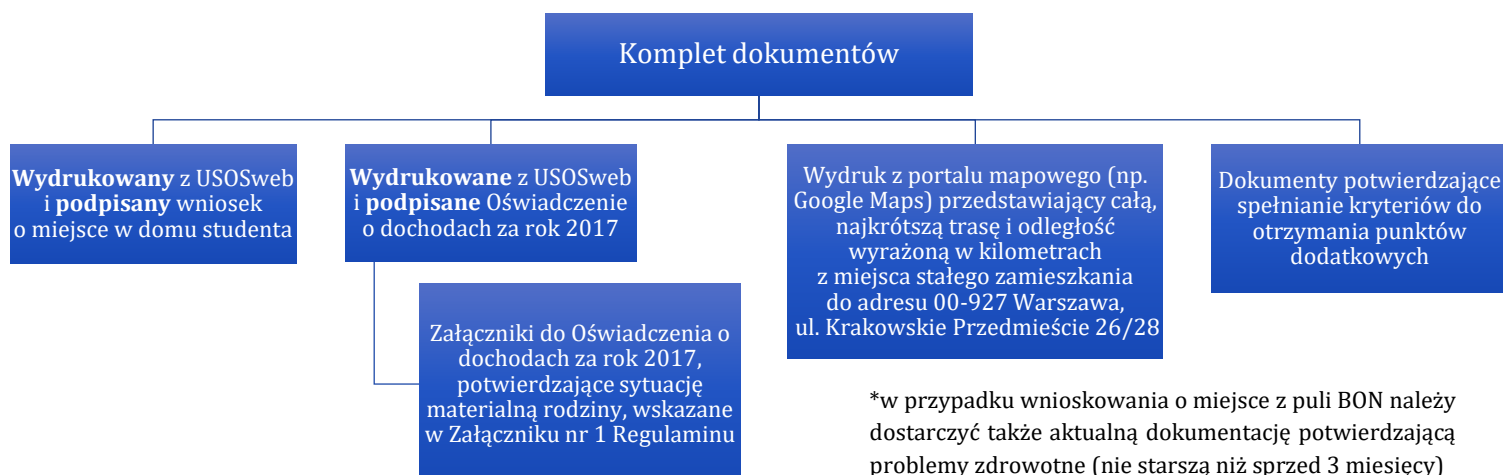 Komplet dokumentów
Wydrukowany z USOSweb
i podpisany wniosek
o miejsce w domu studenta
Wydrukowane z USOSweb
i podpisane Oświadczenie
o dochodach za rok 2017
Załączniki do Oświadczenia o
dochodach za rok 2017,
potwierdzające sytuację
materialną rodziny, wskazane
w Załączniku nr 1 Regulaminu
Wydruk z portalu mapowego (np.
Google Maps) przedstawiający całą,
najkrótszą trasę i odległość
wyrażoną w kilometrach
z miejsca stałego zamieszkania
do adresu 00-927 Warszawa,
ul. Krakowskie Przedmieście 26/28
Dokumenty potwierdzające
spełnianie kryteriów do
otrzymania punktów
dodatkowych
*w przypadku wnioskowania o miejsce z puli BON należy
dostarczyć także aktualną dokumentację potwierdzającą
problemy zdrowotne (nie starszą niż sprzed 3 miesięcy)